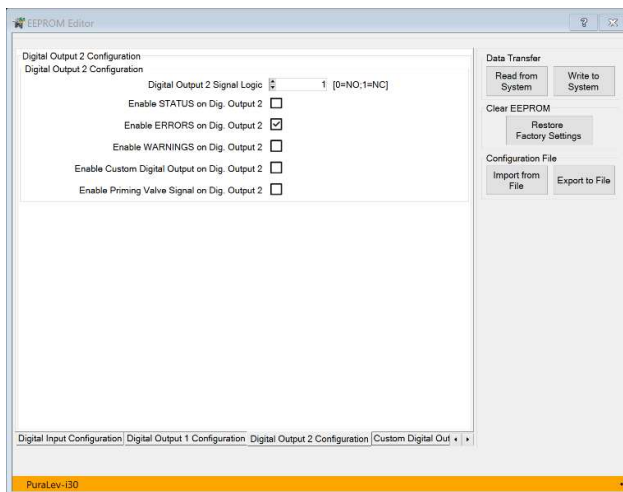 EEPROM Editor
Digital Output 2 Configuration
Digital Output 2 Configuration
Digital Output 2 Signal Logic 1 [0=NO;1=NC]
Enable STATUS on Dig. Output 2
Enable ERRORS on Dig. Output 2
Enable WARNINGS on Dig. Output 2
Enable Custom Digital Output on Dig. Output 2
Enable Priming Valve Signal on Dig. Output 2
Data Transfer
Read from
System
Write to
System
Clear EEPROM
Restore
Factory Settings
Configuration File
Import from
File
Export to File
Digital Input Configuration Digital Output 1 Configuration Digital Output 2 Configuration Custom Digital Out
PuraLev-i30